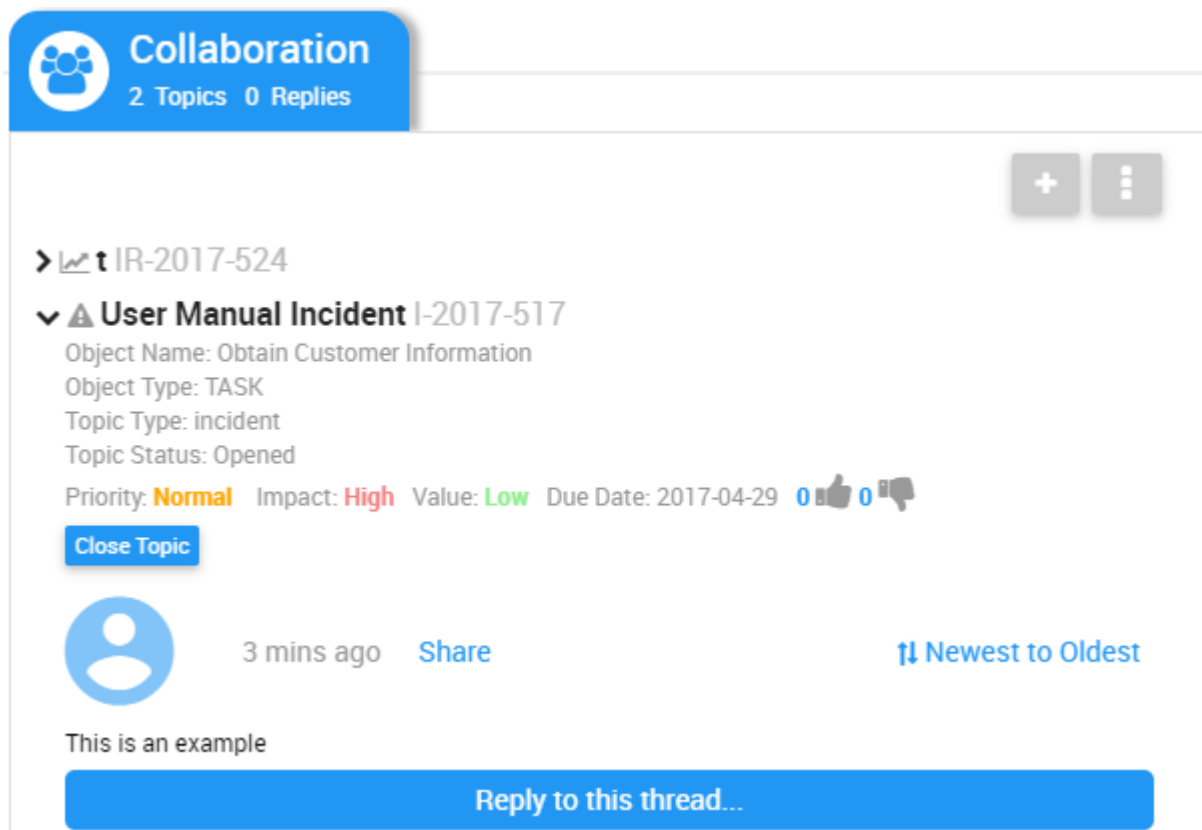 Collaboration
2 Topics 0 Replies
t IR-2017-524
User Manual Incident I-2017-517
Object Name: Obtain Customer Information
Object Type: TASK
Topic Type: incident
Topic Status: Opened
Priority: Normal Impact: High Value: Low Due Date: 2017-04-29 0 0
Close Topic
3 mins ago Share Newest to Oldest
This is an example
Reply to this thread...